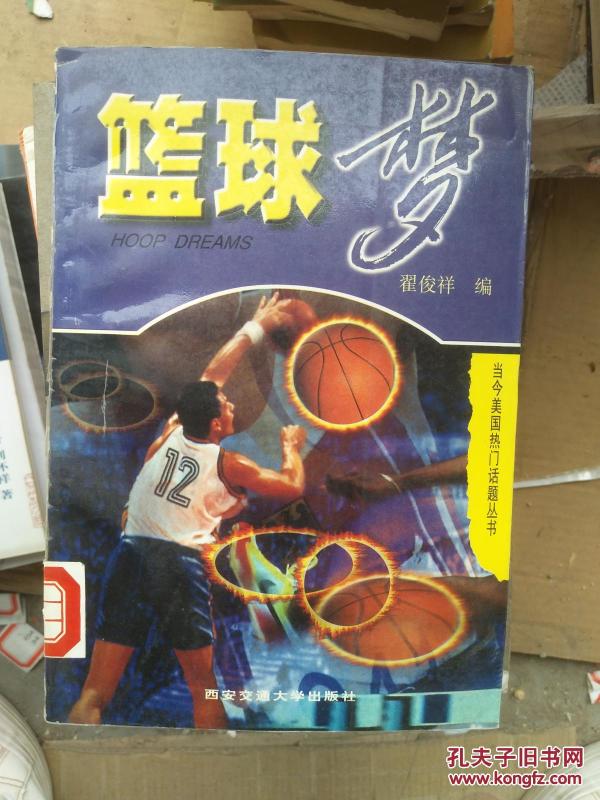 篮球梦
HOOP DREAMS
翟俊祥 编
当今美国热门话题丛书
12
西安交通大学出版社
孔夫子旧书网
www.kongfz.com